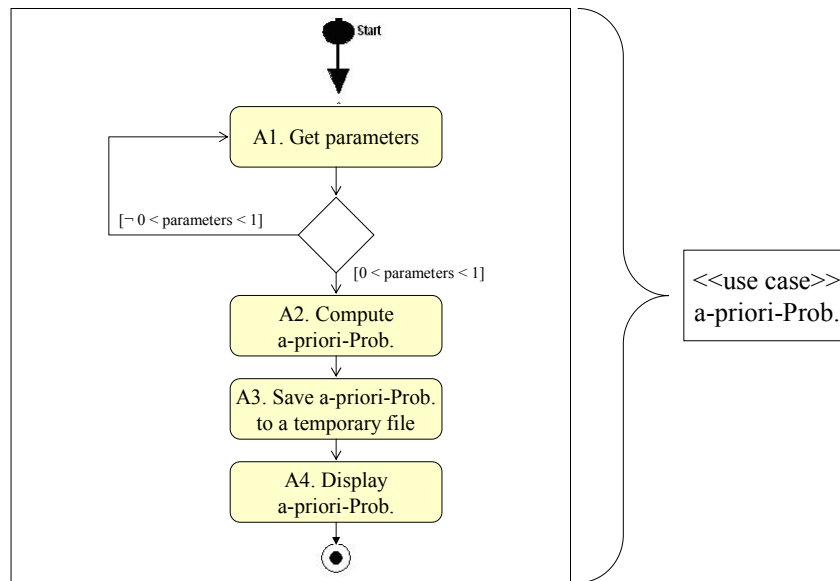 Start
A1. Get parameters
[¬ 0 < parameters < 1]
[0 < parameters < 1]
A2. Compute
a-priori-Prob.
A3. Save a-priori-Prob.
to a temporary file
A4. Display
a-priori-Prob.
<<use case>>
a-priori-Prob.